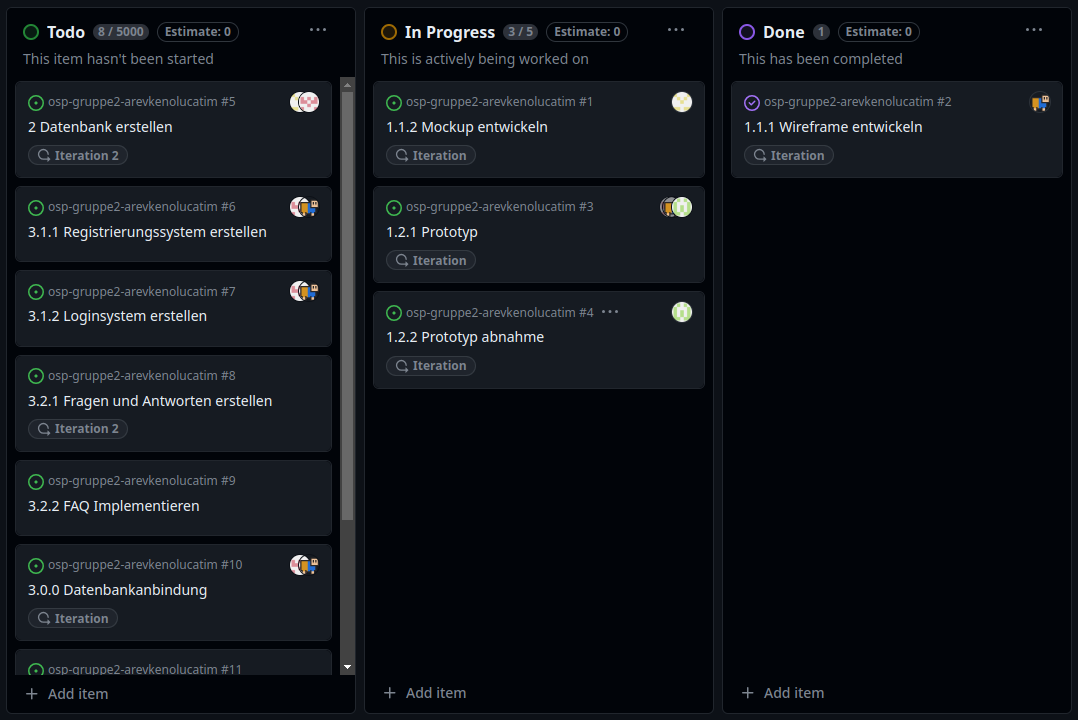 Todo 8 / 5000 Estimate: 0
This item hasn't been started
osp-gruppe2-arevkenolucatim #5
2 Datenbank erstellen
Iteration 2
osp-gruppe2-arevkenolucatim #6
3.1.1 Registrierungssystem erstellen
osp-gruppe2-arevkenolucatim #7
3.1.2 Loginsystem erstellen
osp-gruppe2-arevkenolucatim #8
3.2.1 Fragen und Antworten erstellen
Iteration 2
osp-gruppe2-arevkenolucatim #9
3.2.2 FAQ Implementieren
osp-gruppe2-arevkenolucatim #10
3.0.0 Datenbankanbindung
Iteration
osp-gruppe2-arevkenolucatim #11
+ Add item
In Progress 3 / 5 Estimate: 0
This is actively being worked on
osp-gruppe2-arevkenolucatim #1
1.1.2 Mockup entwickeln
Iteration
osp-gruppe2-arevkenolucatim #3
1.2.1 Prototyp
Iteration
osp-gruppe2-arevkenolucatim #4 ...
1.2.2 Prototyp abnahme
Iteration
+ Add item
Done 1 Estimate: 0
This has been completed
osp-gruppe2-arevkenolucatim #2
1.1.1 Wireframe entwickeln
Iteration
+ Add item